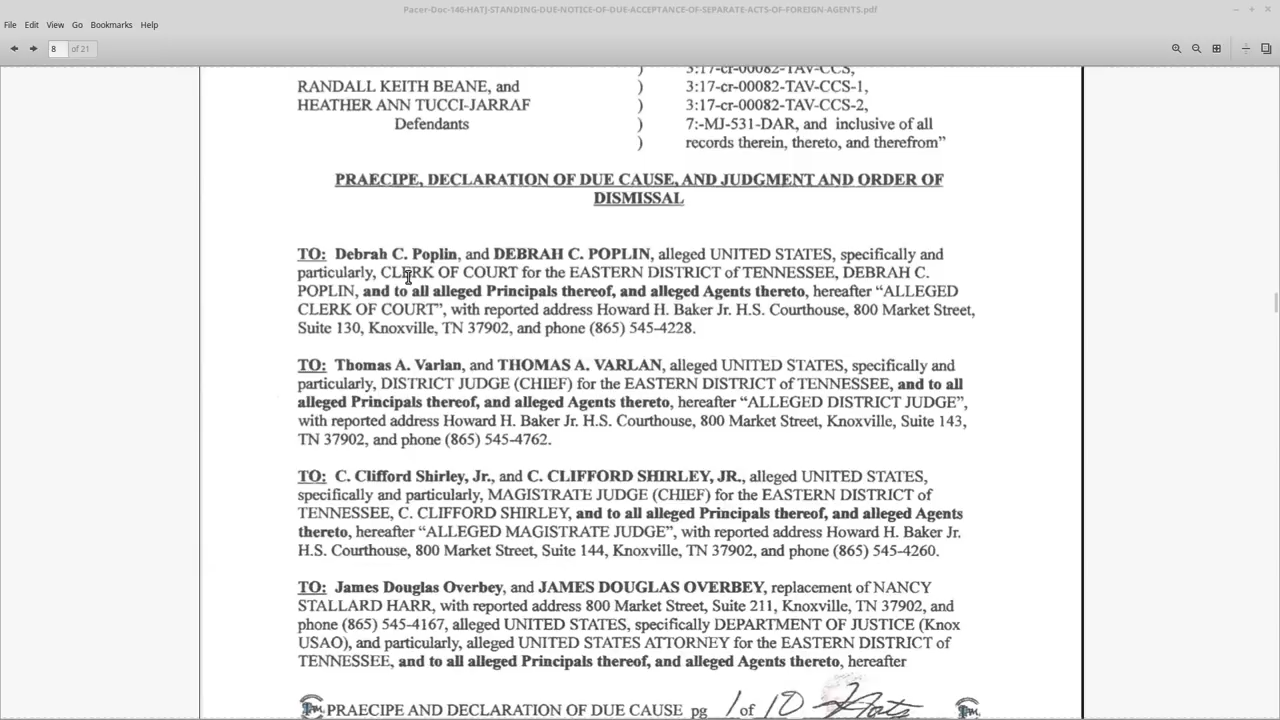 Pacer-Doc-146-HATJ-STANDING-DUE-NOTICE-OF-DUE-ACCEPTANCE-OF-SEPARATE-ACTS-OF-FOREIGN-AGENTS.pdf
File Edit View Go Bookmarks Help
8 of 21
) 3:17-cr-00082-TAV-CCS,
RANDALL KEITH BEANE, and ) 3:17-cr-00082-TAV-CCS-1,
HEATHER ANN TUCCI-JARRAF ) 3:17-cr-00082-TAV-CCS-2,
Defendants ) 7:-MJ-531-DAR, and inclusive of all
) records therein, thereto, and therefrom”
PRAECIPE, DECLARATION OF DUE CAUSE, AND JUDGMENT AND ORDER OF
DISMISSAL
TO: Debrah C. Poplin, and DEBRAH C. POPLIN, alleged UNITED STATES, specifically and
particularly, CLERK OF COURT for the EASTERN DISTRICT of TENNESSEE, DEBRAH C.
POPLIN, and to all alleged Principals thereof, and alleged Agents thereto, hereafter “ALLEGED
CLERK OF COURT”, with reported address Howard H. Baker Jr. H.S. Courthouse, 800 Market Street,
Suite 130, Knoxville, TN 37902, and phone (865) 545-4228.
TO: Thomas A. Varlan, and THOMAS A. VARLAN, alleged UNITED STATES, specifically and
particularly, DISTRICT JUDGE (CHIEF) for the EASTERN DISTRICT of TENNESSEE, and to all
alleged Principals thereof, and alleged Agents thereto, hereafter “ALLEGED DISTRICT JUDGE”,
with reported address Howard H. Baker Jr. H.S. Courthouse, 800 Market Street, Knoxville, Suite 143,
TN 37902, and phone (865) 545-4762.
TO: C. Clifford Shirley, Jr., and C. CLIFFORD SHIRLEY, JR., alleged UNITED STATES,
specifically and particularly, MAGISTRATE JUDGE (CHIEF) for the EASTERN DISTRICT of
TENNESSEE, C. CLIFFORD SHIRLEY, and to all alleged Principals thereof, and alleged Agents
thereto, hereafter “ALLEGED MAGISTRATE JUDGE”, with reported address Howard H. Baker Jr.
H.S. Courthouse, 800 Market Street, Suite 144, Knoxville, TN 37902, and phone (865) 545-4260.
TO: James Douglas Overbey, and JAMES DOUGLAS OVERBEY, replacement of NANCY
STALLARD HARR, with reported address 800 Market Street, Suite 211, Knoxville, TN 37902, and
phone (865) 545-4167, alleged UNITED STATES, specifically DEPARTMENT OF JUSTICE (Knox
USAO), and particularly, alleged UNITED STATES ATTORNEY for the EASTERN DISTRICT of
TENNESSEE, and to all alleged Principals thereof, and alleged Agents thereto, hereafter
PRAECIPE AND DECLARATION OF DUE CAUSE pg 1 of 10